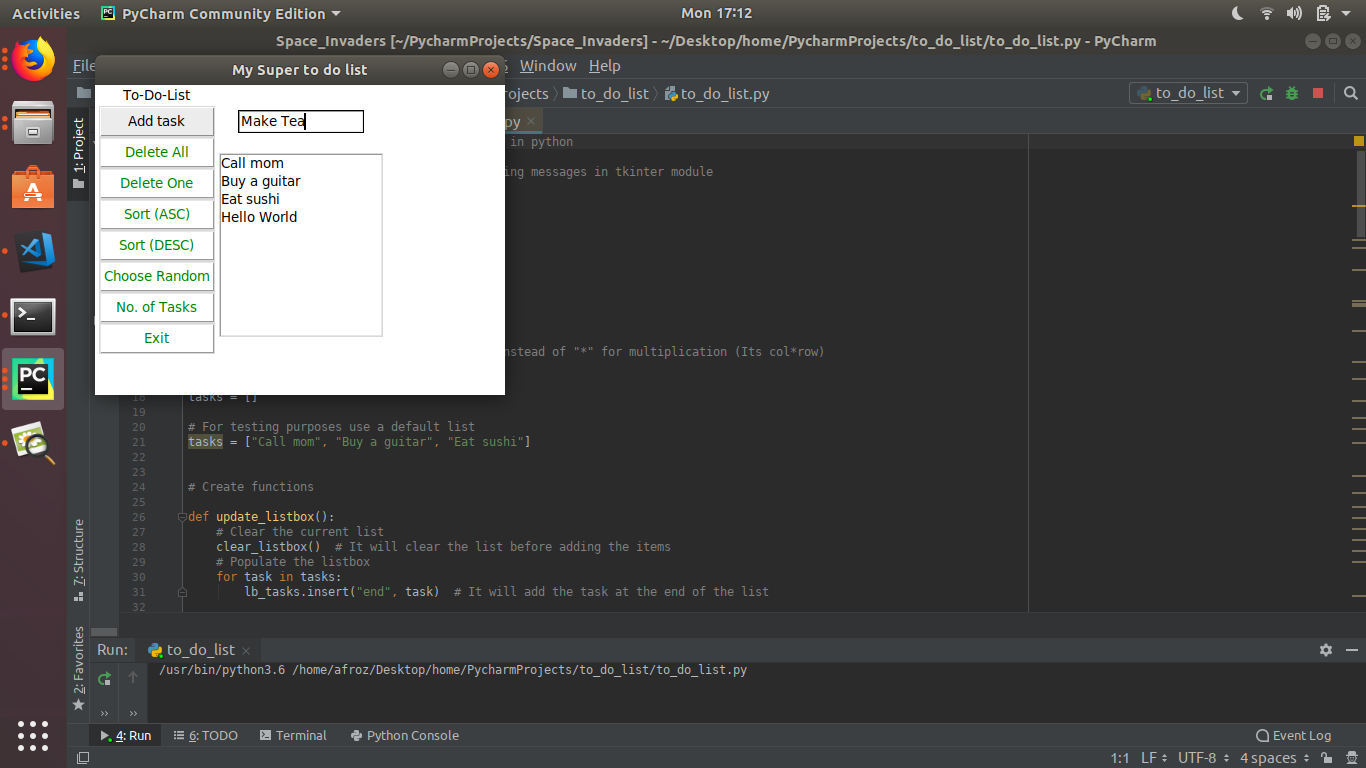 Activities PyCharm Community Edition Mon 17:12
Space_Invaders [~/PycharmProjects/Space_Invaders] - ~/Desktop/home/PycharmProjects/to_do_list/to_do_list.py - PyCharm
File S Window Help
My Super to do list
To-Do-List
Add task
Make Tea
Delete All
Delete One
Sort (ASC)
Sort (DESC)
Choose Random
No. of Tasks
Exit
Call mom
Buy a guitar
Eat sushi
Hello World
rojects to_do_list to_do_list.py to_do_list
1: Project
py
in python
ing messages in tkinter module
nstead of "*" for multiplication (Its col*row)
18 tasks = []
19
20 # For testing purposes use a default list
21 tasks = ["Call mom", "Buy a guitar", "Eat sushi"]
22
23
24 # Create functions
25
26 def update_listbox():
27 # Clear the current list
28 clear_listbox() # It will clear the list before adding the items
29 # Populate the listbox
30 for task in tasks:
31 lb_tasks.insert("end", task) # It will add the task at the end of the list
32
7: Structure
2: Favorites
Run: to_do_list
/usr/bin/python3.6 /home/afroz/Desktop/home/PycharmProjects/to_do_list/to_do_list.py
4: Run 6: TODO Terminal Python Console Event Log
1:1 LF UTF-8 4 spaces